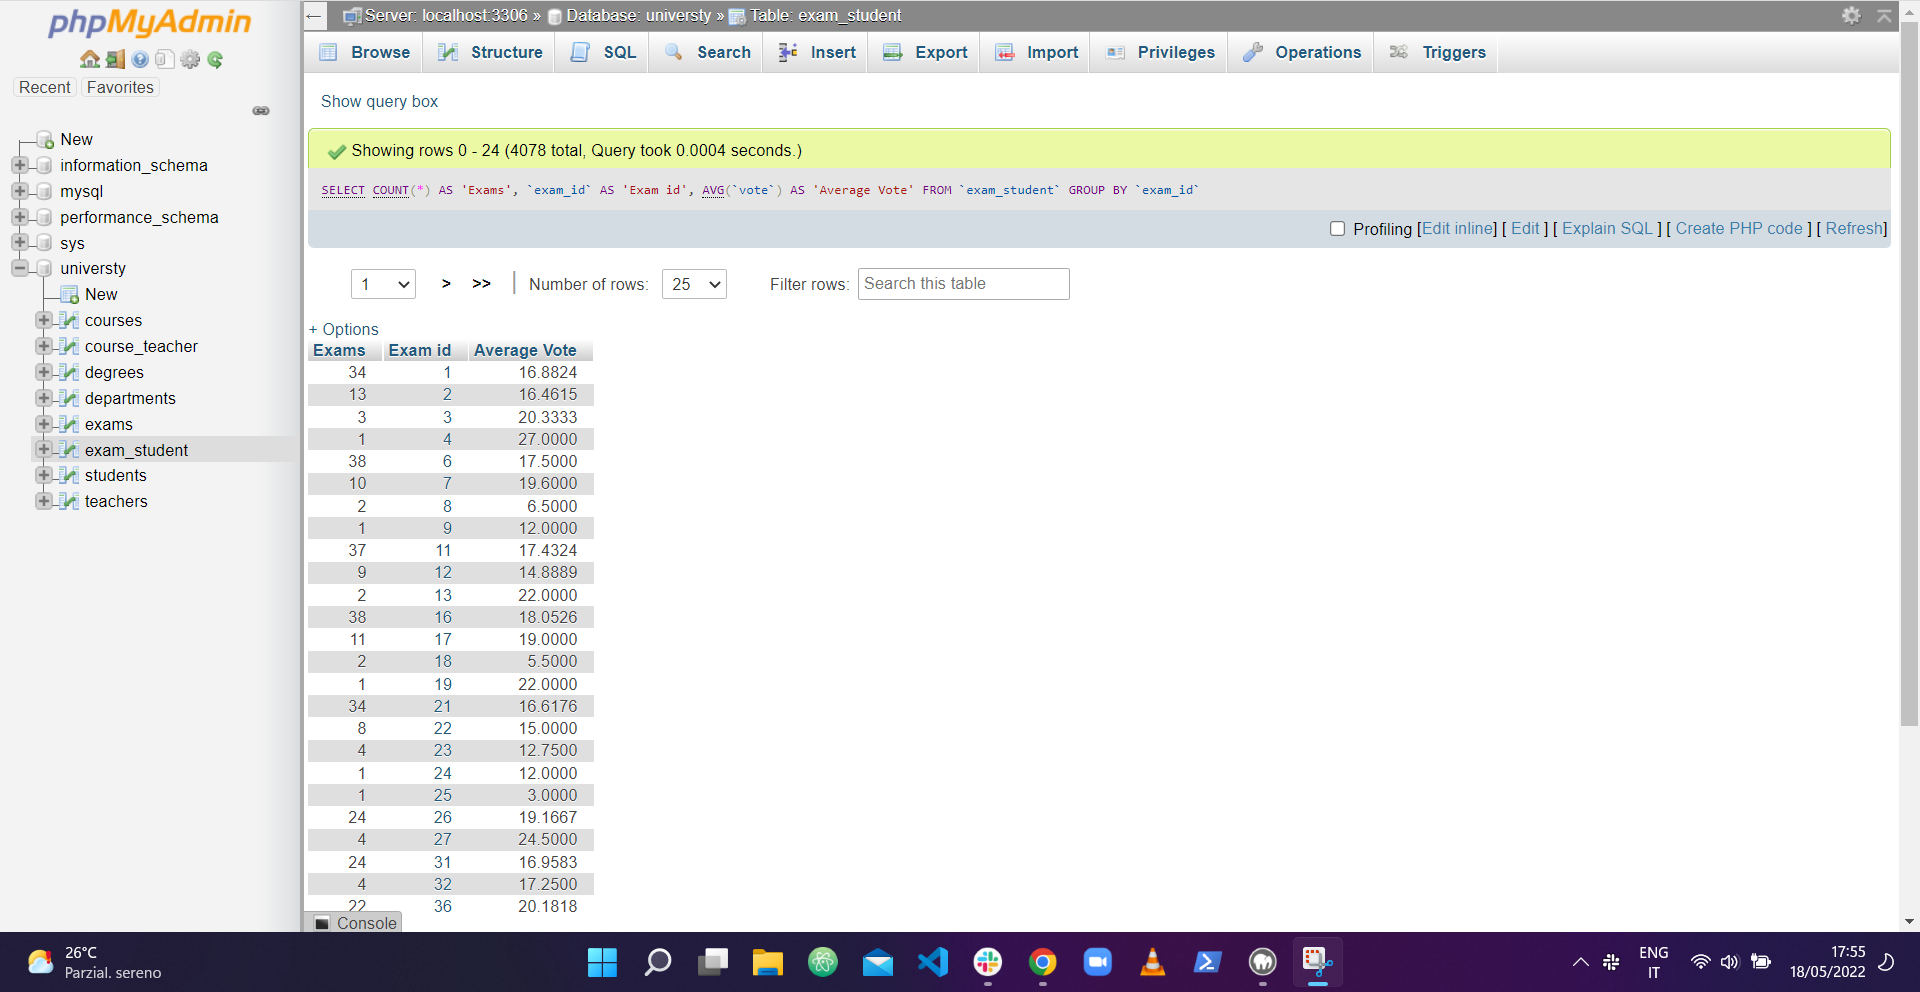 phpMyAdmin
Recent Favorites
New
information_schema
mysql
performance_schema
sys
universty
New
courses
course_teacher
degrees
departments
exams
exam_student
students
teachers
← Server: localhost:3306 » Database: universty » Table: exam_student
Browse Structure SQL Search Insert Export Import Privileges Operations Triggers
Show query box
Showing rows 0 - 24 (4078 total, Query took 0.0004 seconds.)
SELECT COUNT(*) AS 'Exams', `exam_id` AS 'Exam id', AVG(`vote`) AS 'Average Vote' FROM `exam_student` GROUP BY `exam_id`
Profiling [Edit inline] [ Edit ] [ Explain SQL ] [ Create PHP code ] [ Refresh]
1 > >> | Number of rows: 25 Filter rows: Search this table
+ Options
Exams Exam id Average Vote
34 1 16.8824
13 2 16.4615
3 3 20.3333
1 4 27.0000
38 6 17.5000
10 7 19.6000
2 8 6.5000
1 9 12.0000
37 11 17.4324
9 12 14.8889
2 13 22.0000
38 16 18.0526
11 17 19.0000
2 18 5.5000
1 19 22.0000
34 21 16.6176
8 22 15.0000
4 23 12.7500
1 24 12.0000
1 25 3.0000
24 26 19.1667
4 27 24.5000
24 31 16.9583
4 32 17.2500
22 36 20.1818
Console
26°C
Parzial. sereno
ENG
IT
17:55
18/05/2022